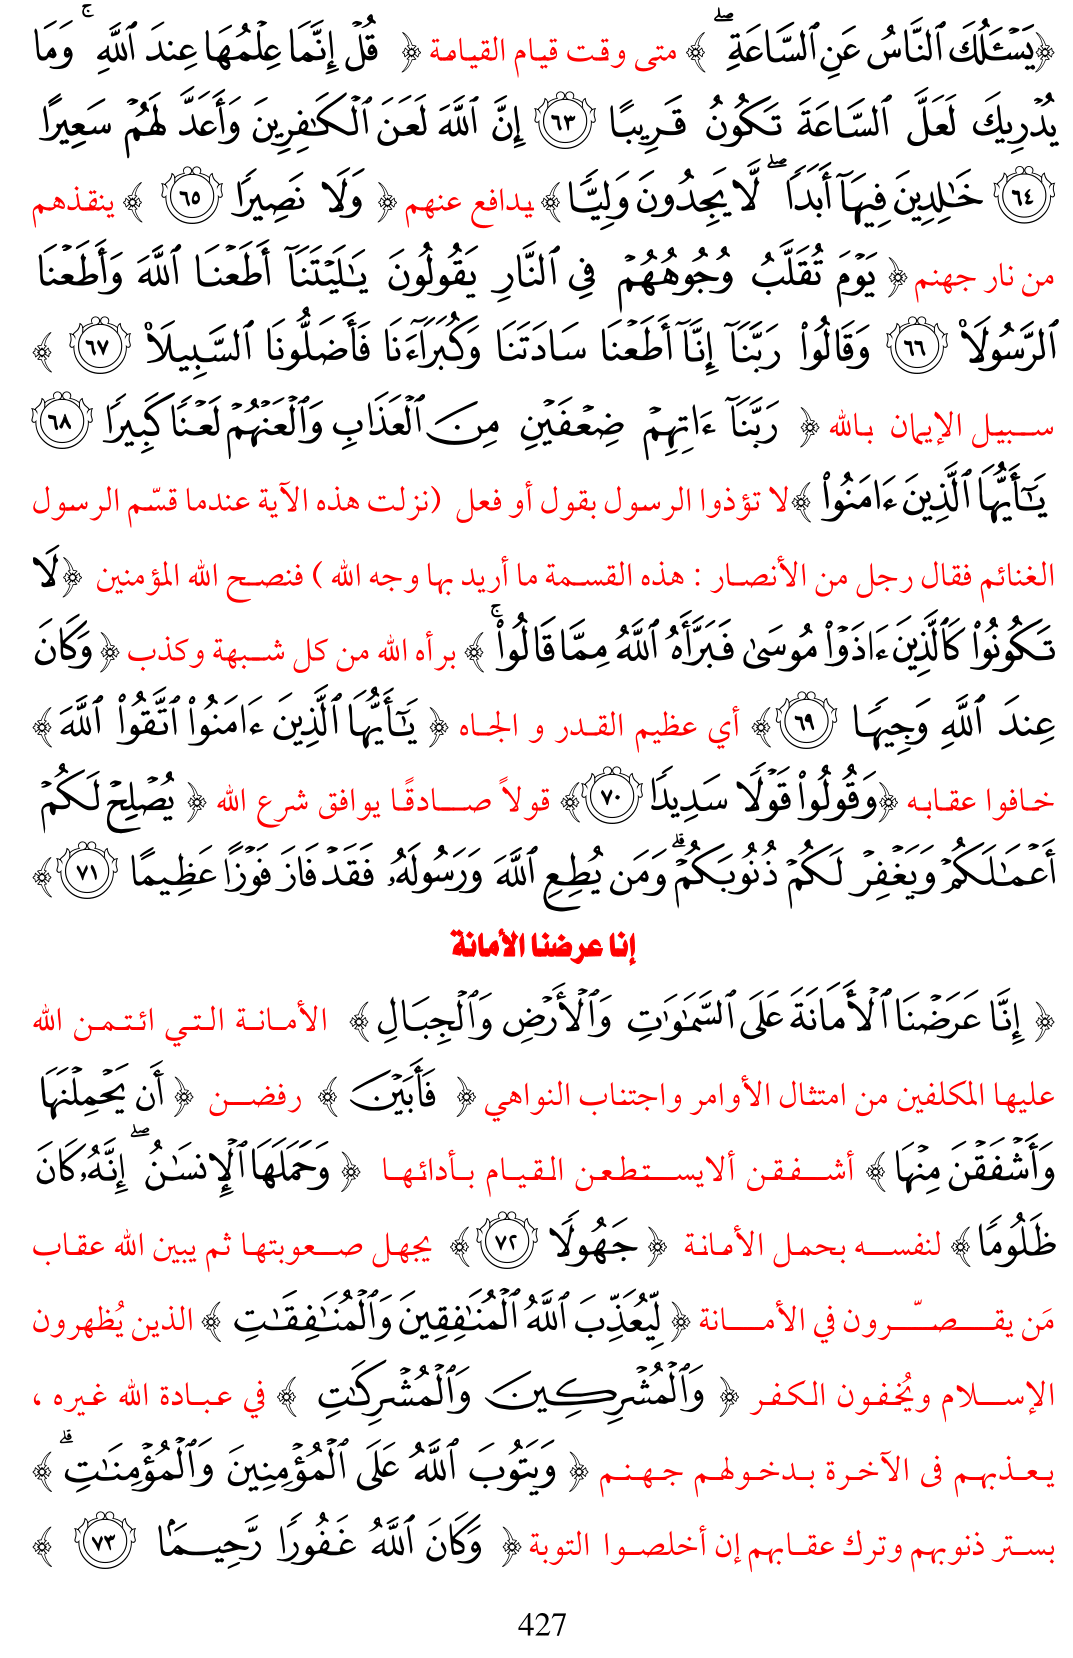 ﴿يَسْـَٔلُكَ ٱلنَّاسُ عَنِ ٱلسَّاعَةِ ۖ ﴾ متى وقت قيام القيامة ﴿ قُلْ إِنَّمَا عِلْمُهَا عِندَ ٱللَّهِ ۚ وَمَا
يُدْرِيكَ لَعَلَّ ٱلسَّاعَةَ تَكُونُ قَرِيبًا ٦٣ إِنَّ ٱللَّهَ لَعَنَ ٱلْكَـٰفِرِينَ وَأَعَدَّ لَهُمْ سَعِيرًا
٦٤ خَـٰلِدِينَ فِيهَآ أَبَدًا ۖ لَّا يَجِدُونَ وَلِيًّا﴾ يدافع عنهم ﴿ وَلَا نَصِيرًا ٦٥ ﴾ ينقذهم
من نار جهنم ﴿ يَوْمَ تُقَلَّبُ وُجُوهُهُمْ فِى ٱلنَّارِ يَقُولُونَ يَـٰلَيْتَنَآ أَطَعْنَا ٱللَّهَ وَأَطَعْنَا
ٱلرَّسُولَا۠ ٦٦ وَقَالُوا۟ رَبَّنَآ إِنَّآ أَطَعْنَا سَادَتَنَا وَكُبَرَآءَنَا فَأَضَلُّونَا ٱلسَّبِيلَا۠ ٦٧ ﴾
سبيل الإيمان بالله ﴿ رَبَّنَآ ءَاتِهِمْ ضِعْفَيْنِ مِنَ ٱلْعَذَابِ وَٱلْعَنْهُمْ لَعْنًا كَبِيرًا ٦٨
يَـٰٓأَيُّهَا ٱلَّذِينَ ءَامَنُوا۟ ﴾ لا تؤذوا الرسول بقول أو فعل (نزلت هذه الآية عندما قسّم الرسول
الغنائم فقال رجل من الأنصار : هذه القسمة ما أريد بها وجه الله ) فنصح الله المؤمنين ﴿ لَا
تَكُونُوا۟ كَٱلَّذِينَ ءَاذَوْا۟ مُوسَىٰ فَبَرَّأَهُ ٱللَّهُ مِمَّا قَالُوا۟ ۚ ﴾ برأه الله من كل شبهة وكذب ﴿ وَكَانَ
عِندَ ٱللَّهِ وَجِيهًا ٦٩ ﴾ أي عظيم القدر و الجاه ﴿ يَـٰٓأَيُّهَا ٱلَّذِينَ ءَامَنُوا۟ ٱتَّقُوا۟ ٱللَّهَ ﴾
خافوا عقابه ﴿وَقُولُوا۟ قَوْلًا سَدِيدًا ٧٠ ﴾ قولاً صادقًا يوافق شرع الله ﴿ يُصْلِحْ لَكُمْ
أَعْمَـٰلَكُمْ وَيَغْفِرْ لَكُمْ ذُنُوبَكُمْ ۗ وَمَن يُطِعِ ٱللَّهَ وَرَسُولَهُۥ فَقَدْ فَازَ فَوْزًا عَظِيمًا ٧١ ﴾
إنا عرضنا الأمانة
﴿ إِنَّا عَرَضْنَا ٱلْأَمَانَةَ عَلَى ٱلسَّمَـٰوَٰتِ وَٱلْأَرْضِ وَٱلْجِبَالِ ﴾ الأمانة التي ائتمن الله
عليها المكلفين من امتثال الأوامر واجتناب النواهي ﴿ فَأَبَيْنَ ﴾ رفضن ﴿ أَن يَحْمِلْنَهَا
وَأَشْفَقْنَ مِنْهَا ﴾ أشفقن ألايستطعن القيام بأدائها ﴿ وَحَمَلَهَا ٱلْإِنسَـٰنُ ۖ إِنَّهُۥ كَانَ
ظَلُومًا ﴾ لنفسه بحمل الأمانة ﴿ جَهُولًا ٧٢ ﴾ يجهل صعوبتها ثم يبين الله عقاب
مَن يقصّرون في الأمانة ﴿ لِّيُعَذِّبَ ٱللَّهُ ٱلْمُنَـٰفِقِينَ وَٱلْمُنَـٰفِقَـٰتِ ﴾ الذين يُظهرون
الإسلام ويُخفون الكفر ﴿ وَٱلْمُشْرِكِينَ وَٱلْمُشْرِكَـٰتِ ﴾ في عبادة الله غيره ،
يعذبهم فى الآخرة بدخولهم جهنم ﴿ وَيَتُوبَ ٱللَّهُ عَلَى ٱلْمُؤْمِنِينَ وَٱلْمُؤْمِنَـٰتِ ۗ ﴾
بستر ذنوبهم وترك عقابهم إن أخلصوا التوبة ﴿ وَكَانَ ٱللَّهُ غَفُورًا رَّحِيمًۢا ٧٣ ﴾
427